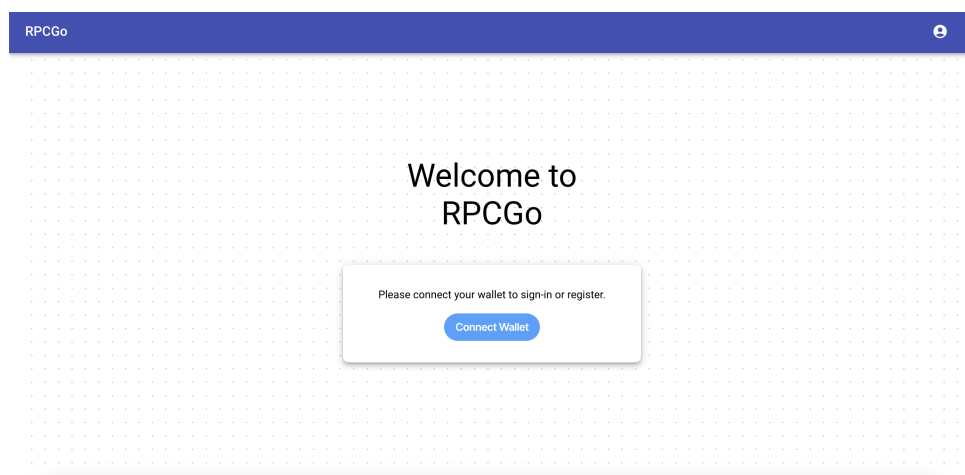 RPCGo
Welcome to
RPCGo
Please connect your wallet to sign-in or register.
Connect Wallet